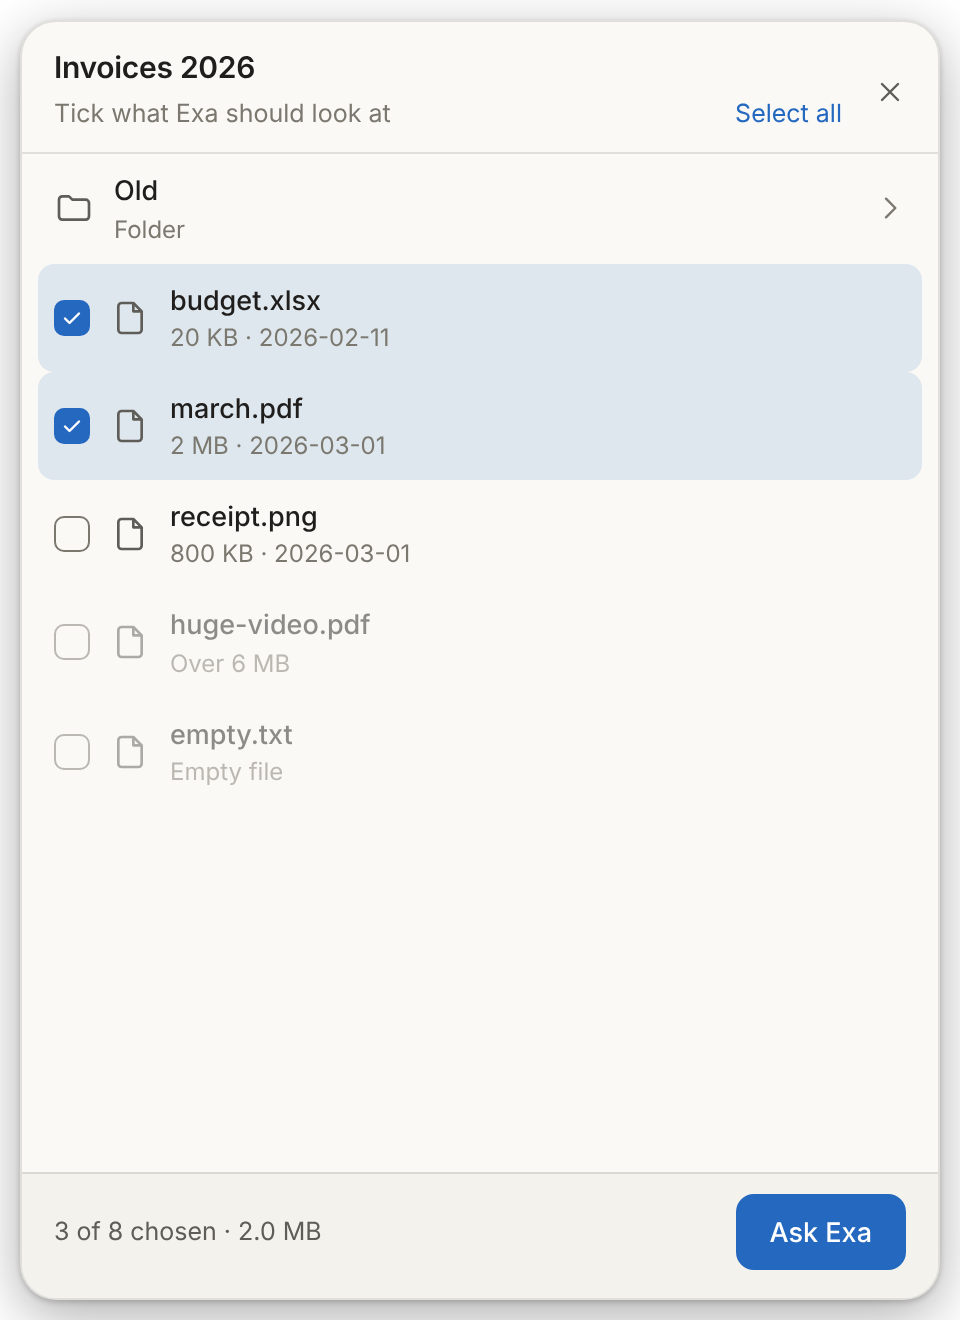 Invoices 2026
Tick what Exa should look at
Select all
Old
Folder
budget.xlsx
20 KB · 2026-02-11
march.pdf
2 MB · 2026-03-01
receipt.png
800 KB · 2026-03-01
huge-video.pdf
Over 6 MB
empty.txt
Empty file
3 of 8 chosen · 2.0 MB
Ask Exa